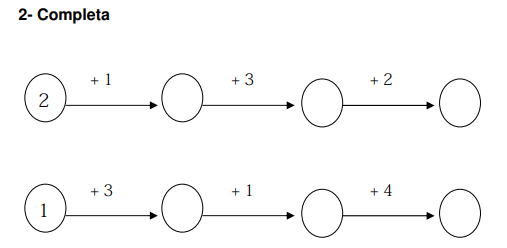 2- Completa
+ 1 + 3 + 2
2
+ 3 + 1 + 4
1